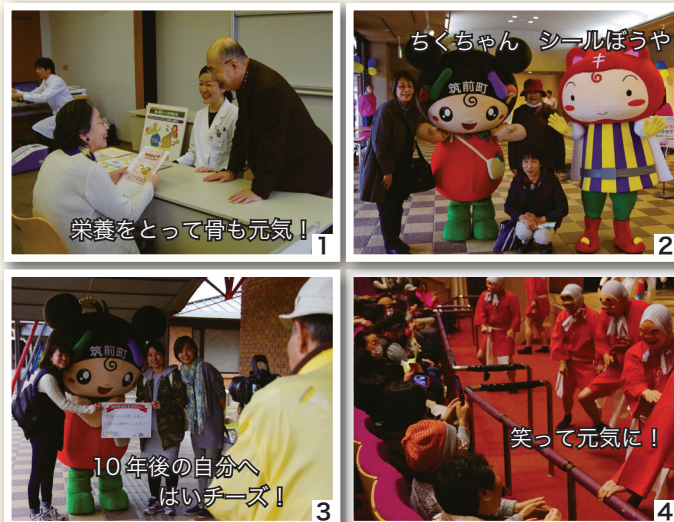 栄養をとって骨も元気！
1
ちくちゃん　シールぼうや
筑前町
キ
2
筑前町
10年後の自分へ
はいチーズ！
3
笑って元気に！
4